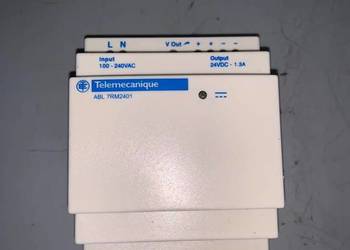 L N V Out + + − −
Input Output
100 - 240VAC 24VDC - 1.3A
Telemecanique
ABL 7RM2401